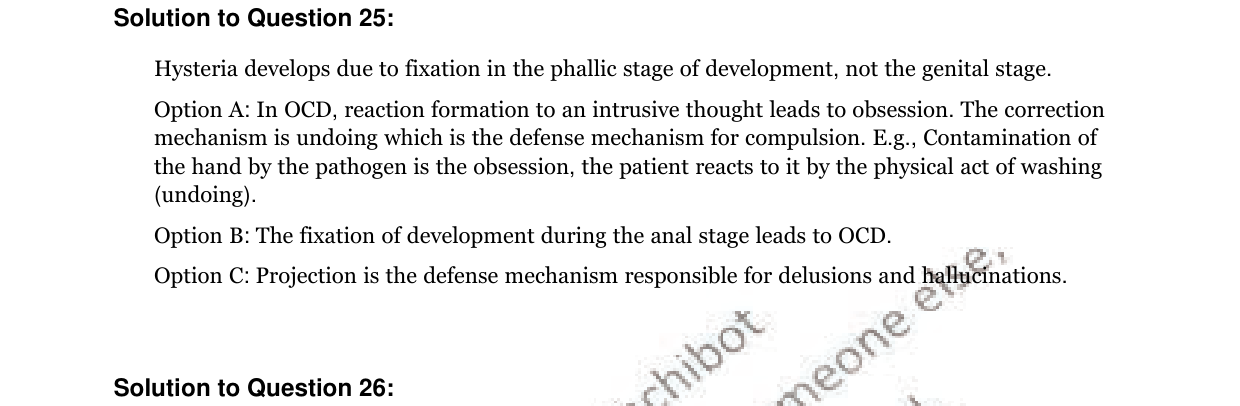 Solution to Question 25:
Hysteria develops due to fixation in the phallic stage of development, not the genital stage.
Option A: In OCD, reaction formation to an intrusive thought leads to obsession. The correction
mechanism is undoing which is the defense mechanism for compulsion. E.g., Contamination of
the hand by the pathogen is the obsession, the patient reacts to it by the physical act of washing
(undoing).
Option B: The fixation of development during the anal stage leads to OCD.
Option C: Projection is the defense mechanism responsible for delusions and hallucinations.
else,
Solution to Question 26: